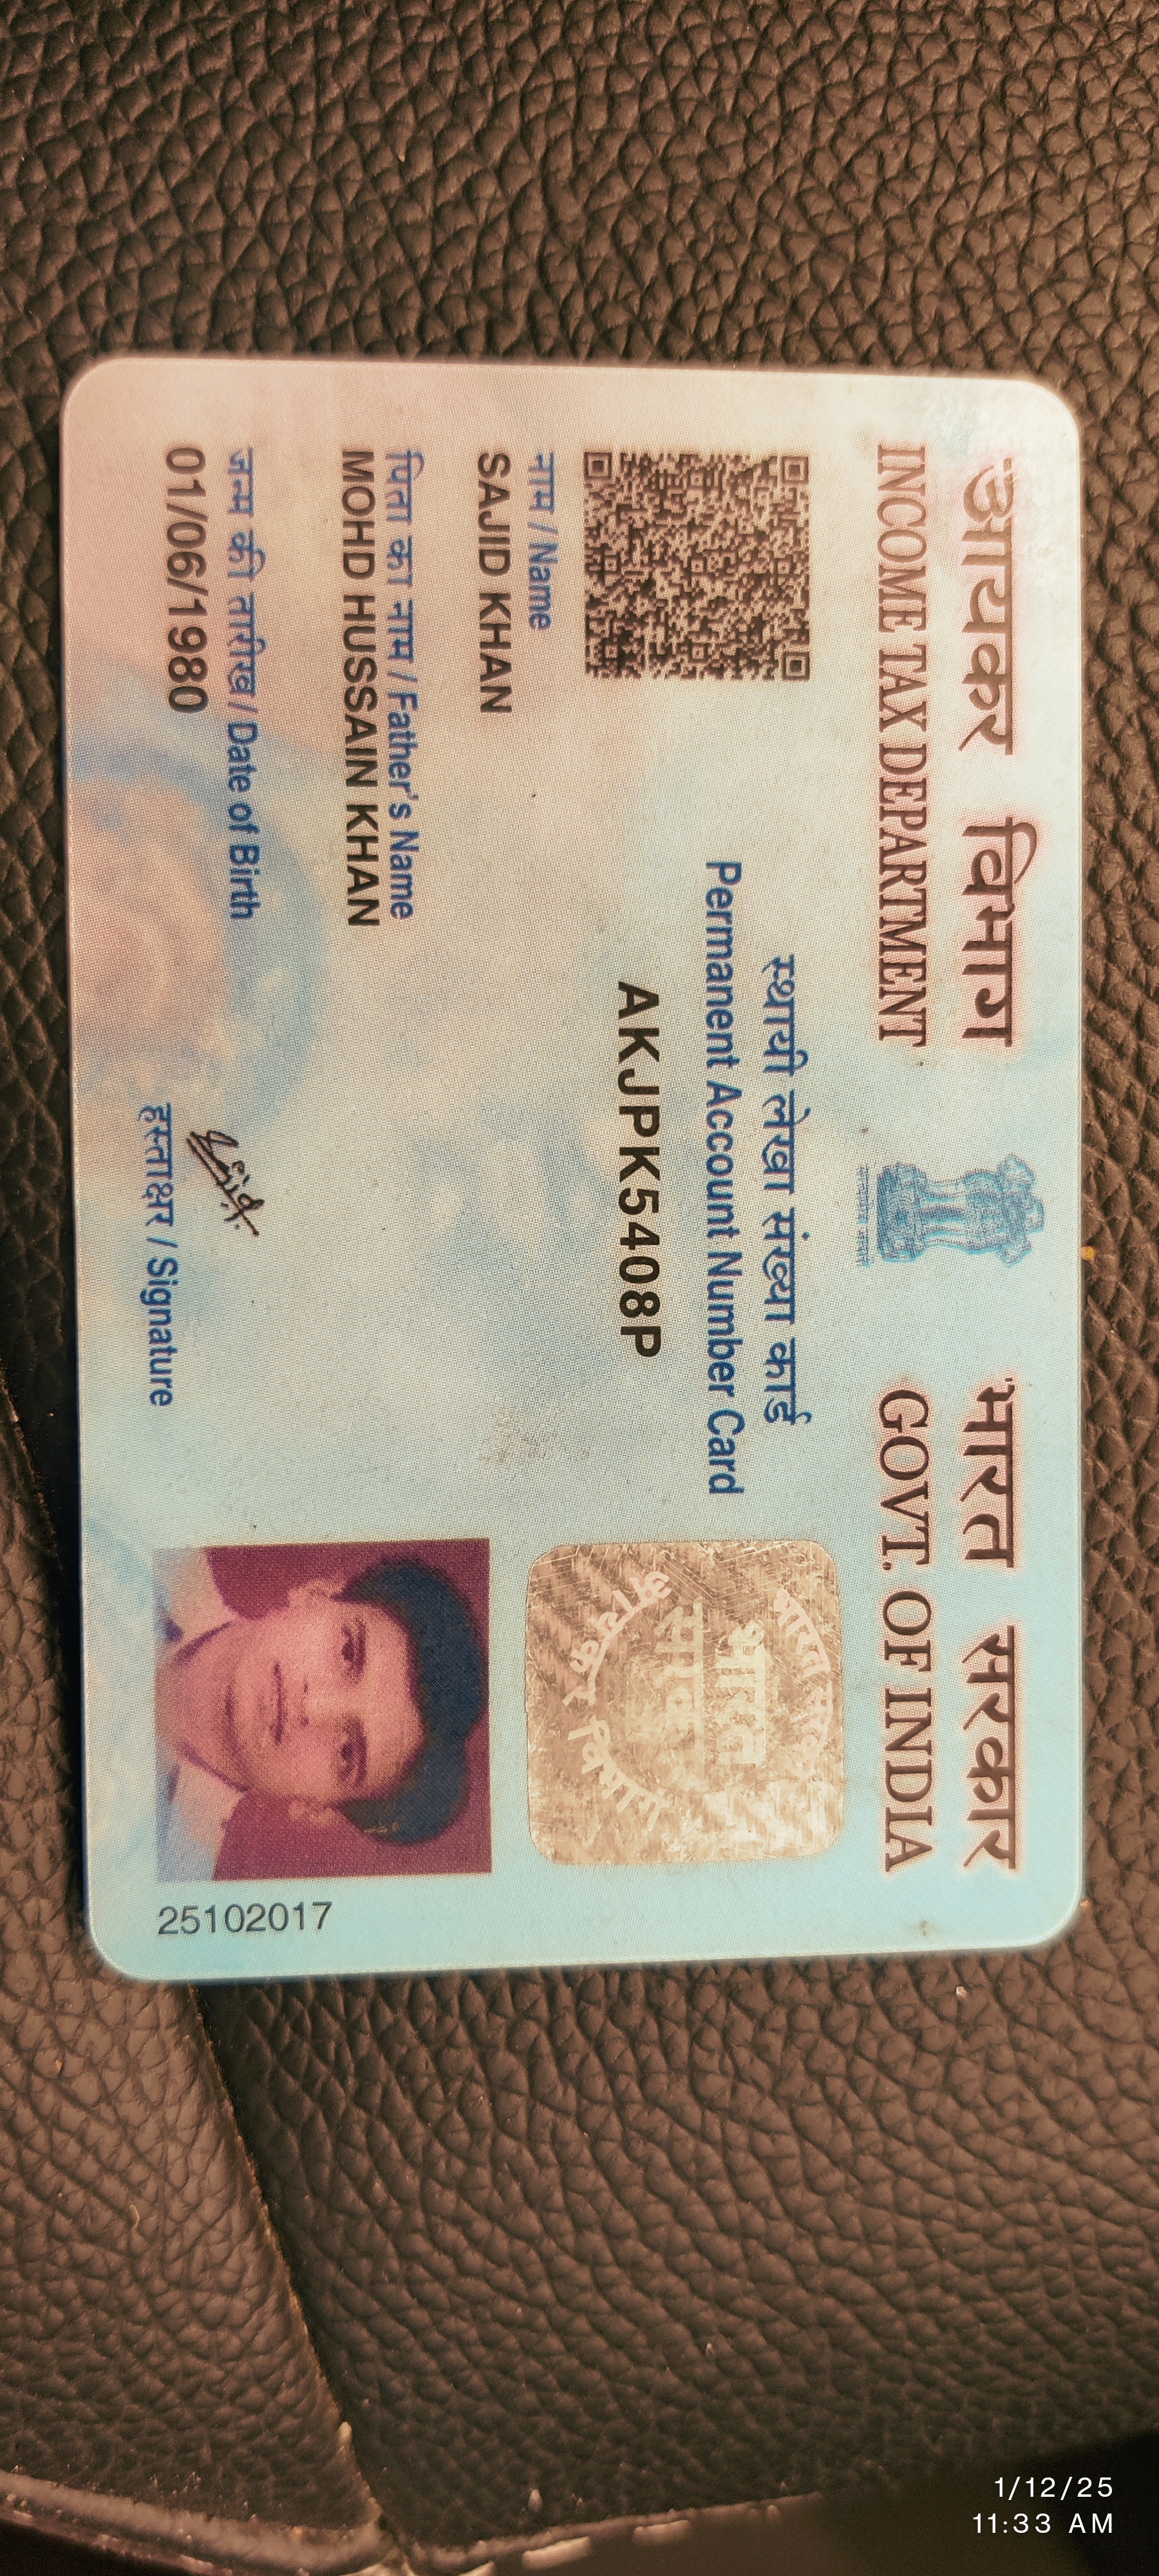 आयकर विभाग
INCOME TAX DEPARTMENT
भारत सरकार
GOVT. OF INDIA
स्थायी लेखा संख्या कार्ड
Permanent Account Number Card
AKJPK5408P
नाम / Name
SAJID KHAN
पिता का नाम / Father's Name
MOHD HUSSAIN KHAN
जन्म की तारीख / Date of Birth
01/06/1980
हस्ताक्षर / Signature
25102017
1/12/25
11:33 AM